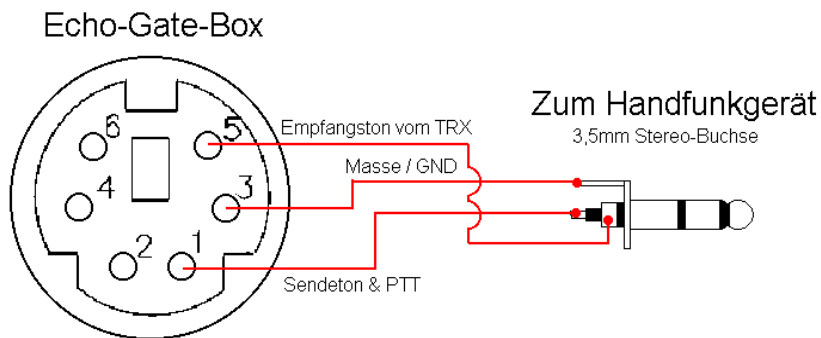 Echo-Gate-Box
Zum Handfunkgerät
3,5mm Stereo-Buchse
Empfangston vom TRX
Masse / GND
Sendeton & PTT
6
5
4
3
2
1